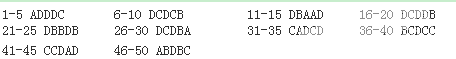 1-5 ADDDC 6-10 DCDCB 11-15 DBAAD 16-20 DCDDB
21-25 DBBDB 26-30 DCDBA 31-35 CADCD 36-40 BCDCC
41-45 CCDAD 46-50 ABDBC